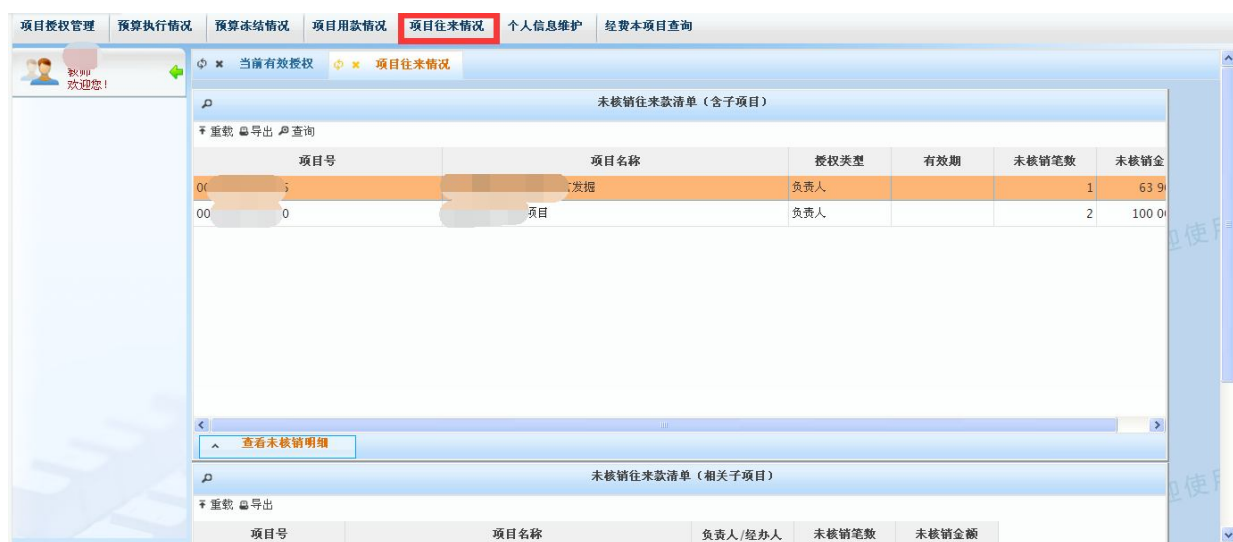 项目授权管理 预算执行情况 预算冻结情况 项目用款情况 项目往来情况 个人信息维护 经费本项目查询
教师
欢迎您！
当前有效授权 项目往来情况
未核销往来款清单（含子项目）
重载 导出 查询
项目号 项目名称 授权类型 有效期 未核销笔数 未核销金
发掘 负责人 1 63 9
00 0 项目 负责人 2 100 0
查看未核销明细
未核销往来款清单（相关子项目）
重载 导出
项目号 项目名称 负责人/经办人 未核销笔数 未核销金额